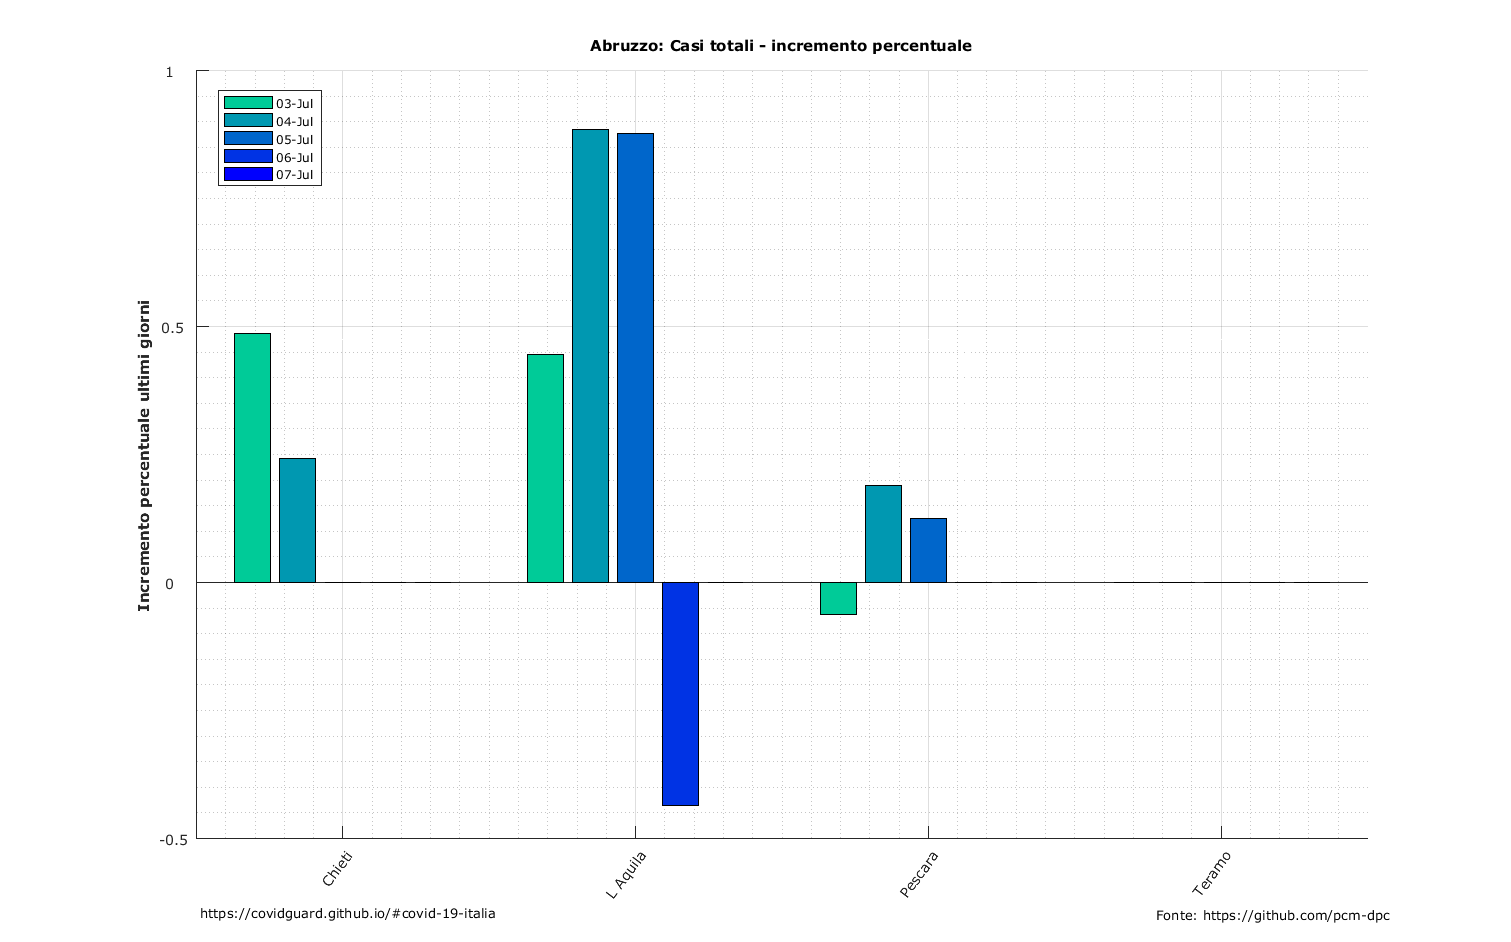 Abruzzo: Casi totali - incremento percentuale
1
03-Jul
04-Jul
05-Jul
06-Jul
07-Jul
0.5
0
-0.5
Incremento percentuale ultimi giorni
Chieti
L Aquila
Pescara
Teramo
https://covidguard.github.io/#covid-19-italia
Fonte: https://github.com/pcm-dpc